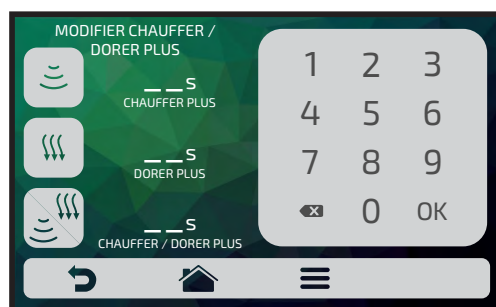 MODIFIER CHAUFFER /
DORER PLUS
_ _ s
CHAUFFER PLUS
_ _ s
DORER PLUS
_ _ s
CHAUFFER / DORER PLUS
1 2 3
4 5 6
7 8 9
0 OK